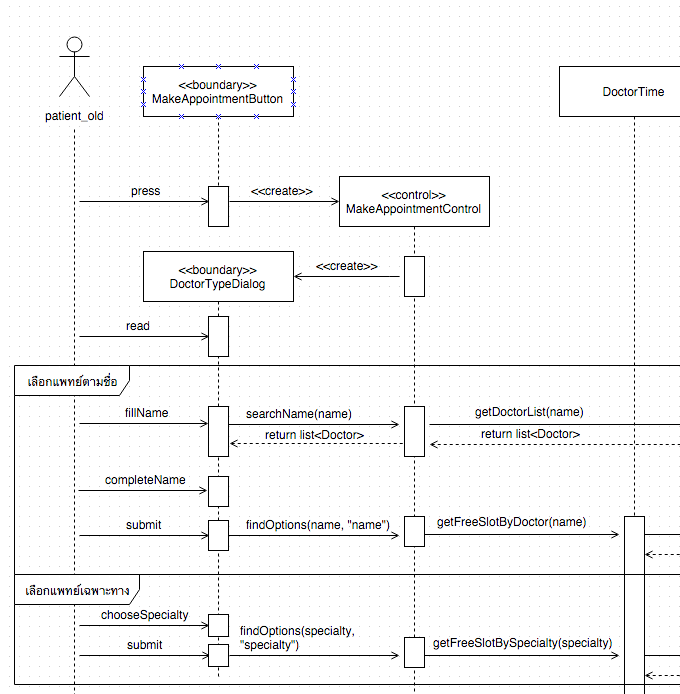 <<boundary>>
MakeAppointmentButton
DoctorTime
patient_old
press
<<create>>
<<control>>
MakeAppointmentControl
<<boundary>>
DoctorTypeDialog
<<create>>
read
เลือกแพทย์ตามชื่อ
fillName
searchName(name)
getDoctorList(name)
return list<Doctor>
return list<Doctor>
completeName
submit
findOptions(name, "name")
getFreeSlotByDoctor(name)
เลือกแพทย์เฉพาะทาง
chooseSpecialty
findOptions(specialty,
"specialty")
submit
getFreeSlotBySpecialty(specialty)